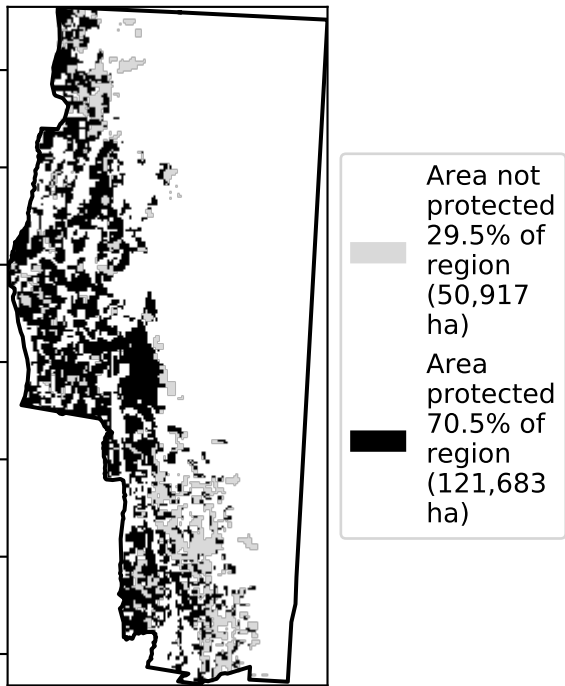 Area not
protected
29.5% of
region
(50,917
ha)
Area
protected
70.5% of
region
(121,683
ha)